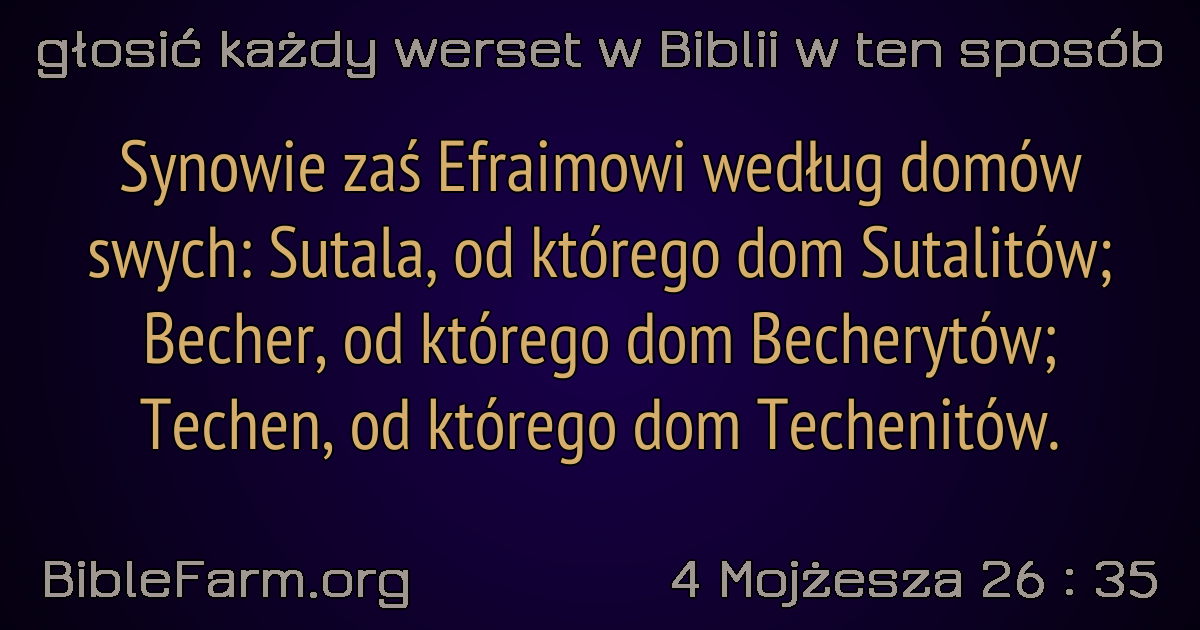 głosić każdy werset w Biblii w ten sposób
Synowie zaś Efraimowi według domów
swych: Sutala, od którego dom Sutalitów;
Becher, od którego dom Becherytów;
Techen, od którego dom Techenitów.
BibleFarm.org
4 Mojżesza 26 : 35